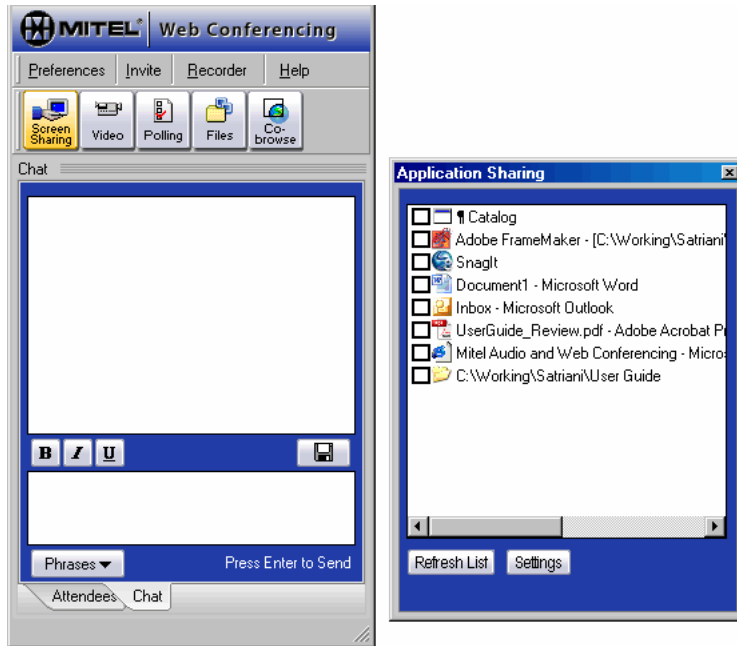 MITEL Web Conferencing
Preferences Invite Recorder Help
Screen Sharing Video Polling Files Co-browse
Chat
B I U
Phrases Press Enter to Send
Attendees Chat
Application Sharing
¶ Catalog
Adobe FrameMaker - [C:\Working\Satriani\
SnagIt
Document1 - Microsoft Word
Inbox - Microsoft Outlook
UserGuide_Review.pdf - Adobe Acrobat Pr
Mitel Audio and Web Conferencing - Micro
C:\Working\Satriani\User Guide
Refresh List Settings